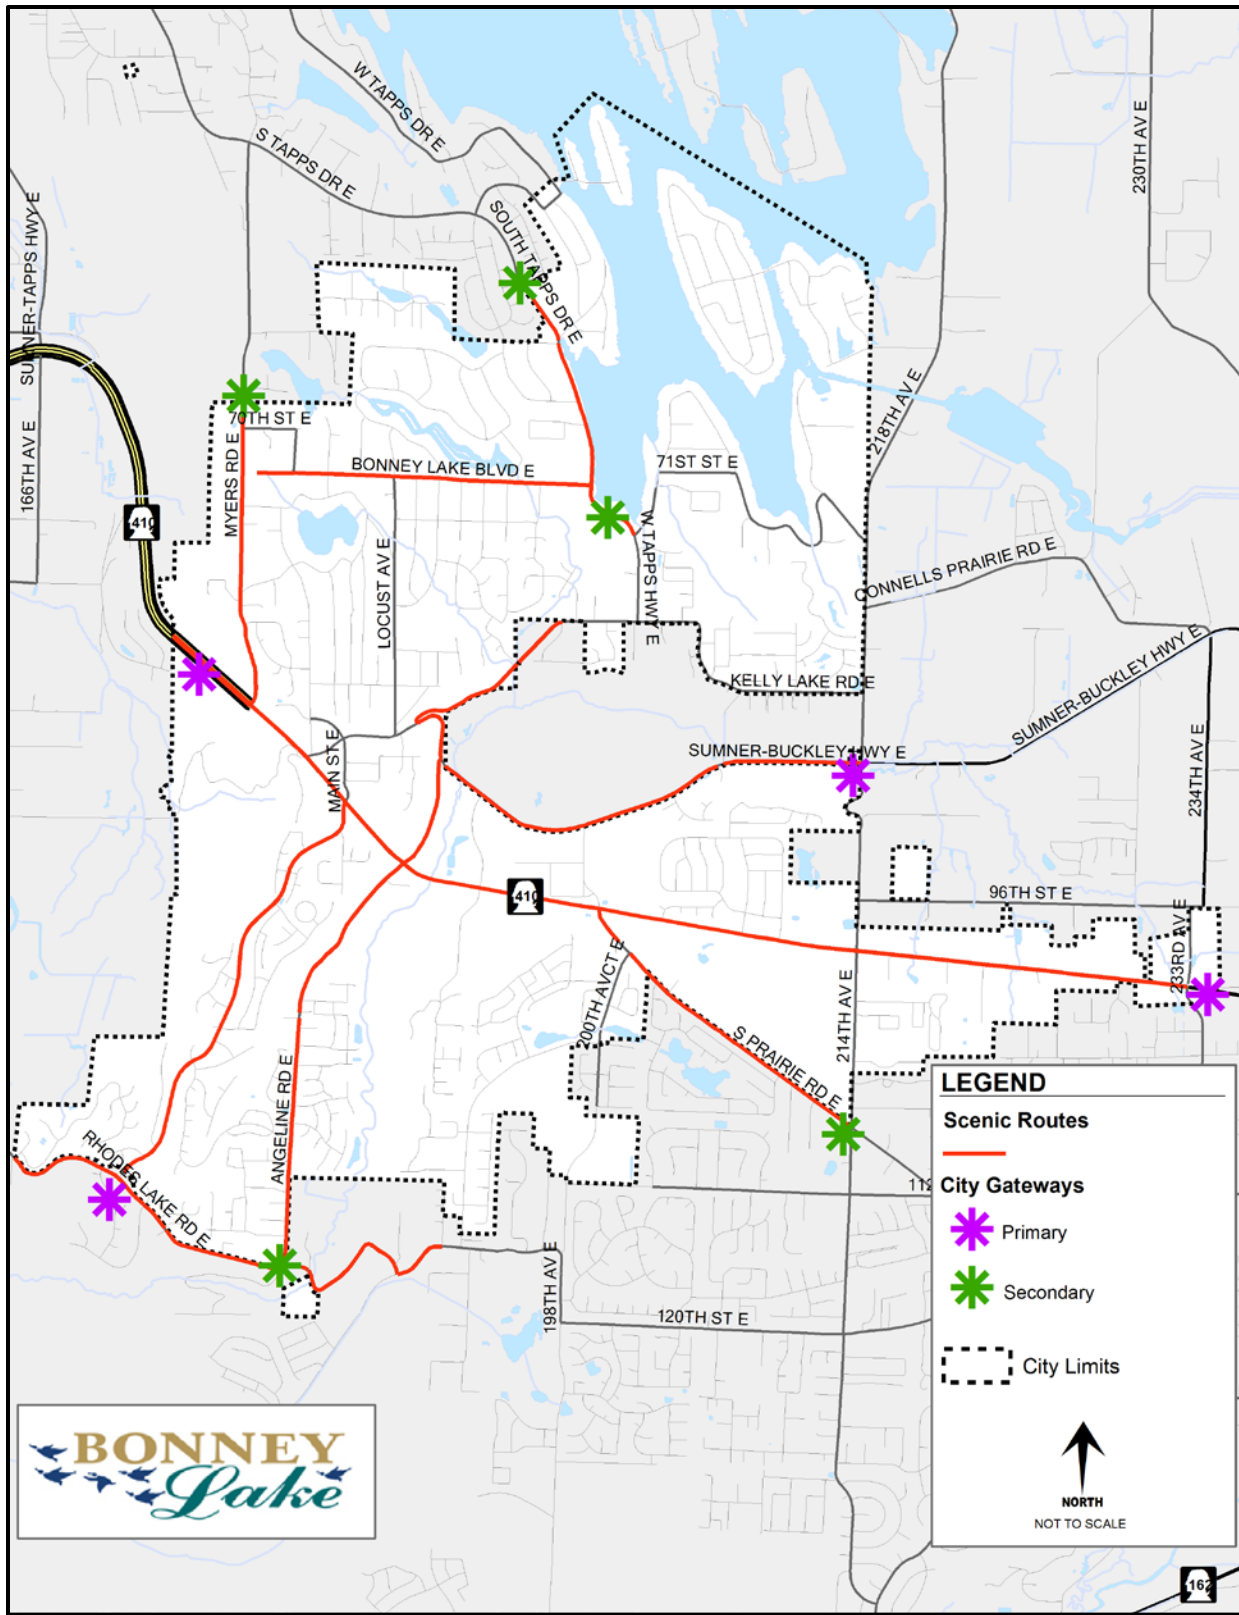 W TAPPS DR E
S TAPPS DR E
230TH AV E
SUMNER-TAPPS HWY E
SOUTH TAPPS DR E
218TH AV E
70TH ST E
166TH AV E
MYERS RD E
BONNEY LAKE BLVD E
71ST ST E
410
W TAPPS HWY E
LOCUST AV E
CONNELLS PRAIRIE RD E
KELLY LAKE RD E
SUMNER-BUCKLEY HWY E
SUMNER-BUCKLEY HWY E
MAIN ST E
234TH AV E
410
96TH ST E
233RD AV E
200TH AVCT E
214TH AV E
S PRAIRIE RD E
ANGELINE RD E
RHODES LAKE RD E
112
198TH AV E
120TH ST E
LEGEND
Scenic Routes
City Gateways
Primary
Secondary
City Limits
NORTH
NOT TO SCALE
BONNEY
Lake
162